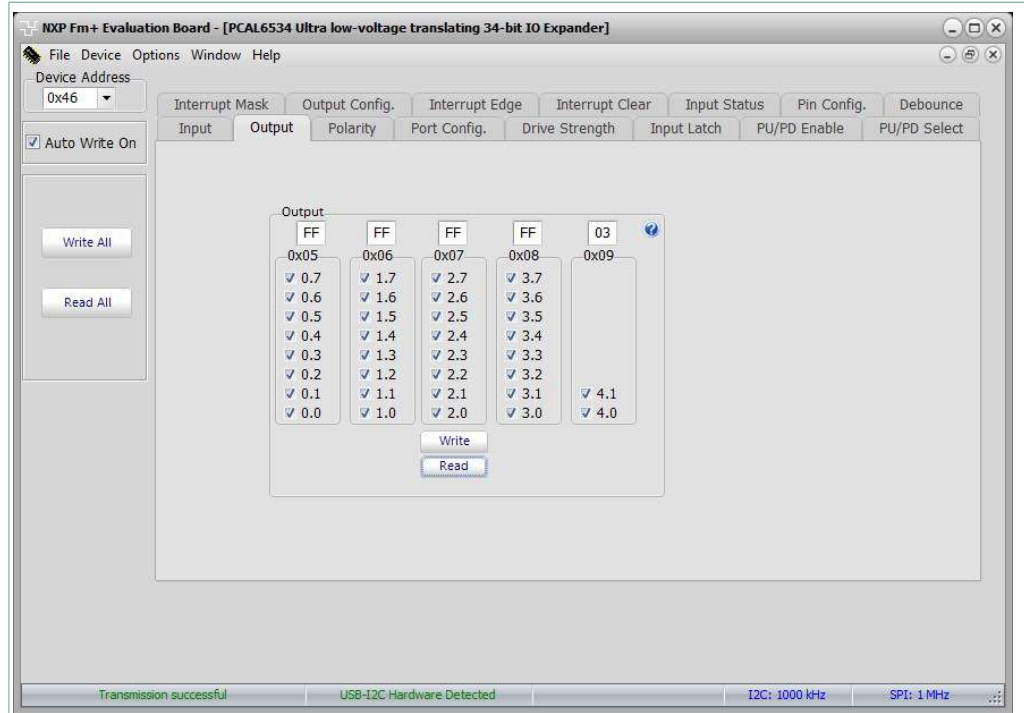 NXP Fm+ Evaluation Board - [PCAL6534 Ultra low-voltage translating 34-bit IO Expander]
File Device Options Window Help
Device Address
0x46
Auto Write On
Write All
Read All
Interrupt Mask Output Config. Interrupt Edge Interrupt Clear Input Status Pin Config. Debounce
Input Output Polarity Port Config. Drive Strength Input Latch PU/PD Enable PU/PD Select
Output
FF FF FF FF 03
0x05 0x06 0x07 0x08 0x09
0.7 1.7 2.7 3.7
0.6 1.6 2.6 3.6
0.5 1.5 2.5 3.5
0.4 1.4 2.4 3.4
0.3 1.3 2.3 3.3
0.2 1.2 2.2 3.2
0.1 1.1 2.1 3.1 4.1
0.0 1.0 2.0 3.0 4.0
Write
Read
Transmission successful USB-I2C Hardware Detected I2C: 1000 kHz SPI: 1 MHz